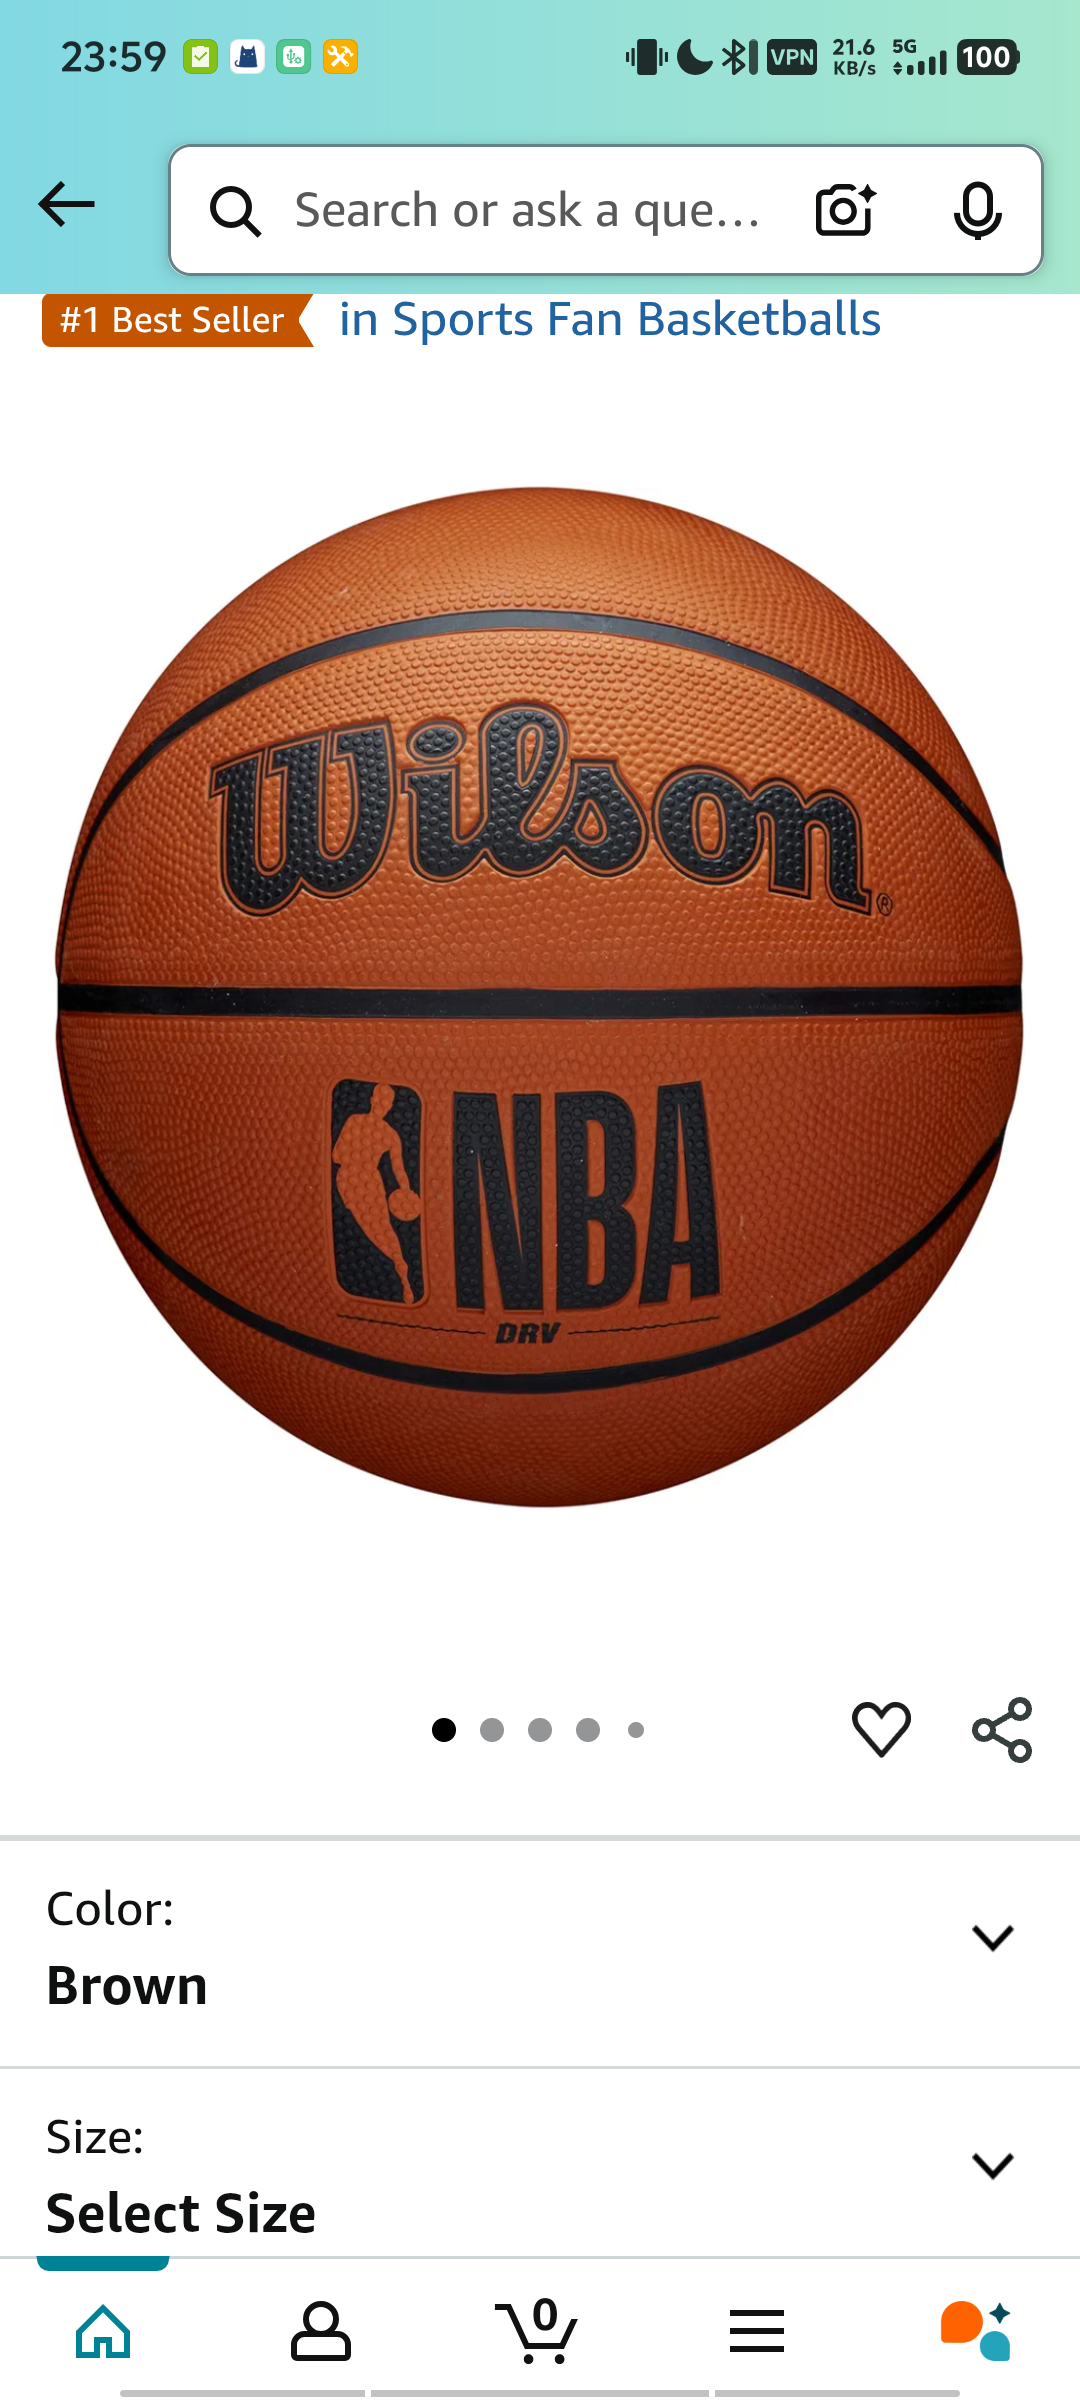 23:59
VPN
21.6
KB/s
5G
100
Search or ask a que...
#1 Best Seller
in Sports Fan Basketballs
Wilson®
NBA
DRV
Color:
Brown
Size:
Select Size
0